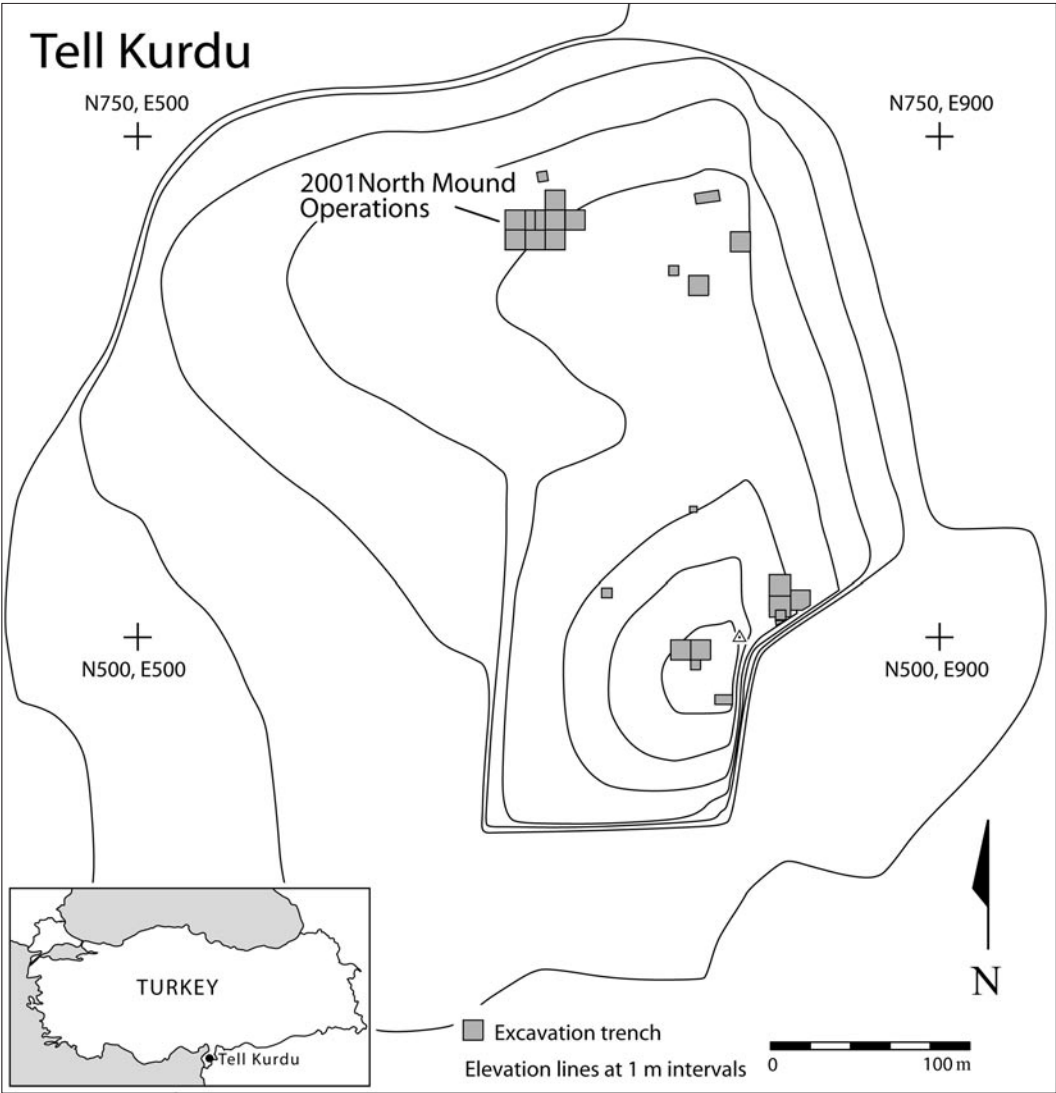 Tell Kurdu
N750, E500
N750, E900
2001North Mound
Operations
N500, E500
N500, E900
TURKEY
Tell Kurdu
N
Excavation trench
Elevation lines at 1 m intervals
0 100 m